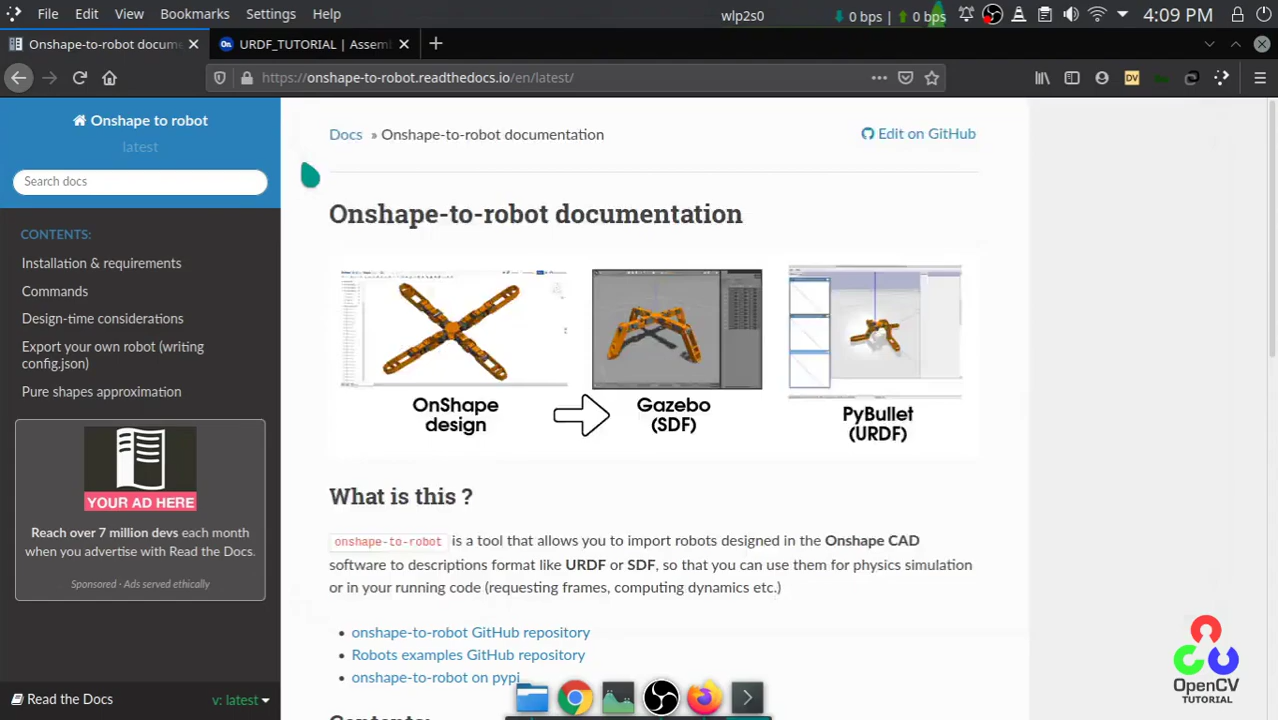 File Edit View Bookmarks Settings Help
wlp2s0
0 bps 0 bps
4:09 PM
Onshape-to-robot docume
On URDF_TUTORIAL | Assem
https://onshape-to-robot.readthedocs.io/en/latest/
DV
Onshape to robot
latest
Search docs
CONTENTS:
Installation & requirements
Commands
Design-time considerations
Export your own robot (writing
config.json)
Pure shapes approximation
YOUR AD HERE
Reach over 7 million devs each month
when you advertise with Read the Docs.
Sponsored · Ads served ethically
Read the Docs
v: latest
Docs » Onshape-to-robot documentation
Edit on GitHub
Onshape-to-robot documentation
OnShape
design
Gazebo
(SDF)
PyBullet
(URDF)
What is this ?
onshape-to-robot is a tool that allows you to import robots designed in the Onshape CAD
software to descriptions format like URDF or SDF, so that you can use them for physics simulation
or in your running code (requesting frames, computing dynamics etc.)
• onshape-to-robot GitHub repository
• Robots examples GitHub repository
• onshape-to-robot on pypi
Contents:
OpenCV
TUTORIAL